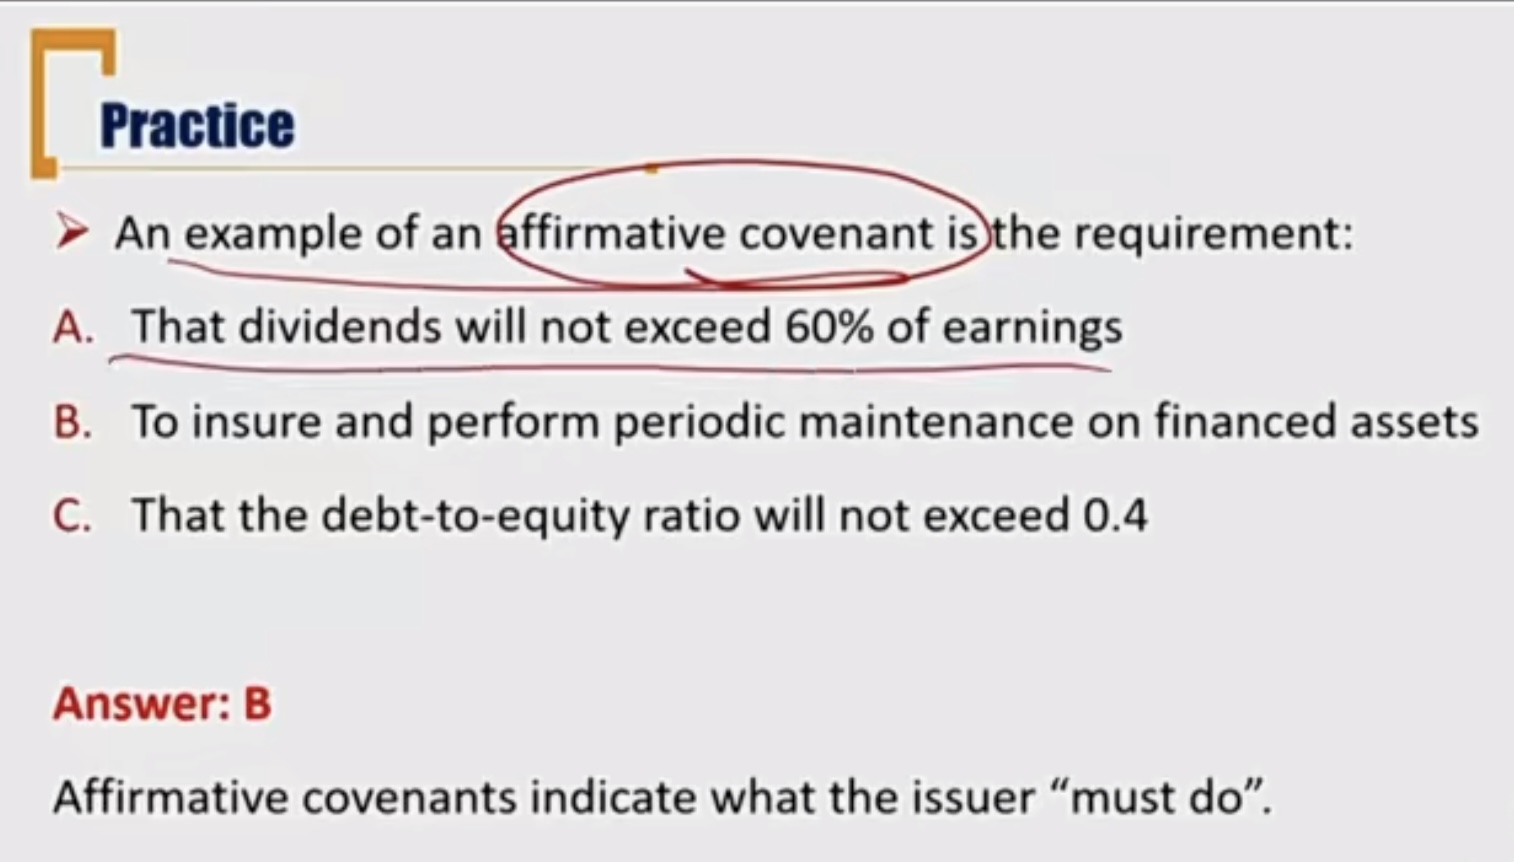 Practice
➤ An example of an affirmative covenant is the requirement:
A. That dividends will not exceed 60% of earnings
B. To insure and perform periodic maintenance on financed assets
C. That the debt-to-equity ratio will not exceed 0.4
Answer: B
Affirmative covenants indicate what the issuer “must do”.